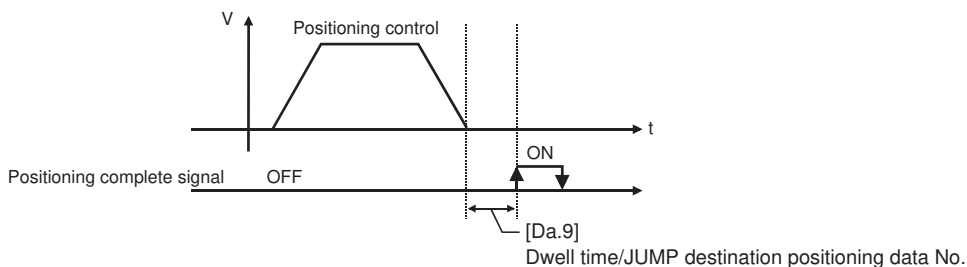 V
Positioning control
t
ON
Positioning complete signal OFF
[Da.9]
Dwell time/JUMP destination positioning data No.